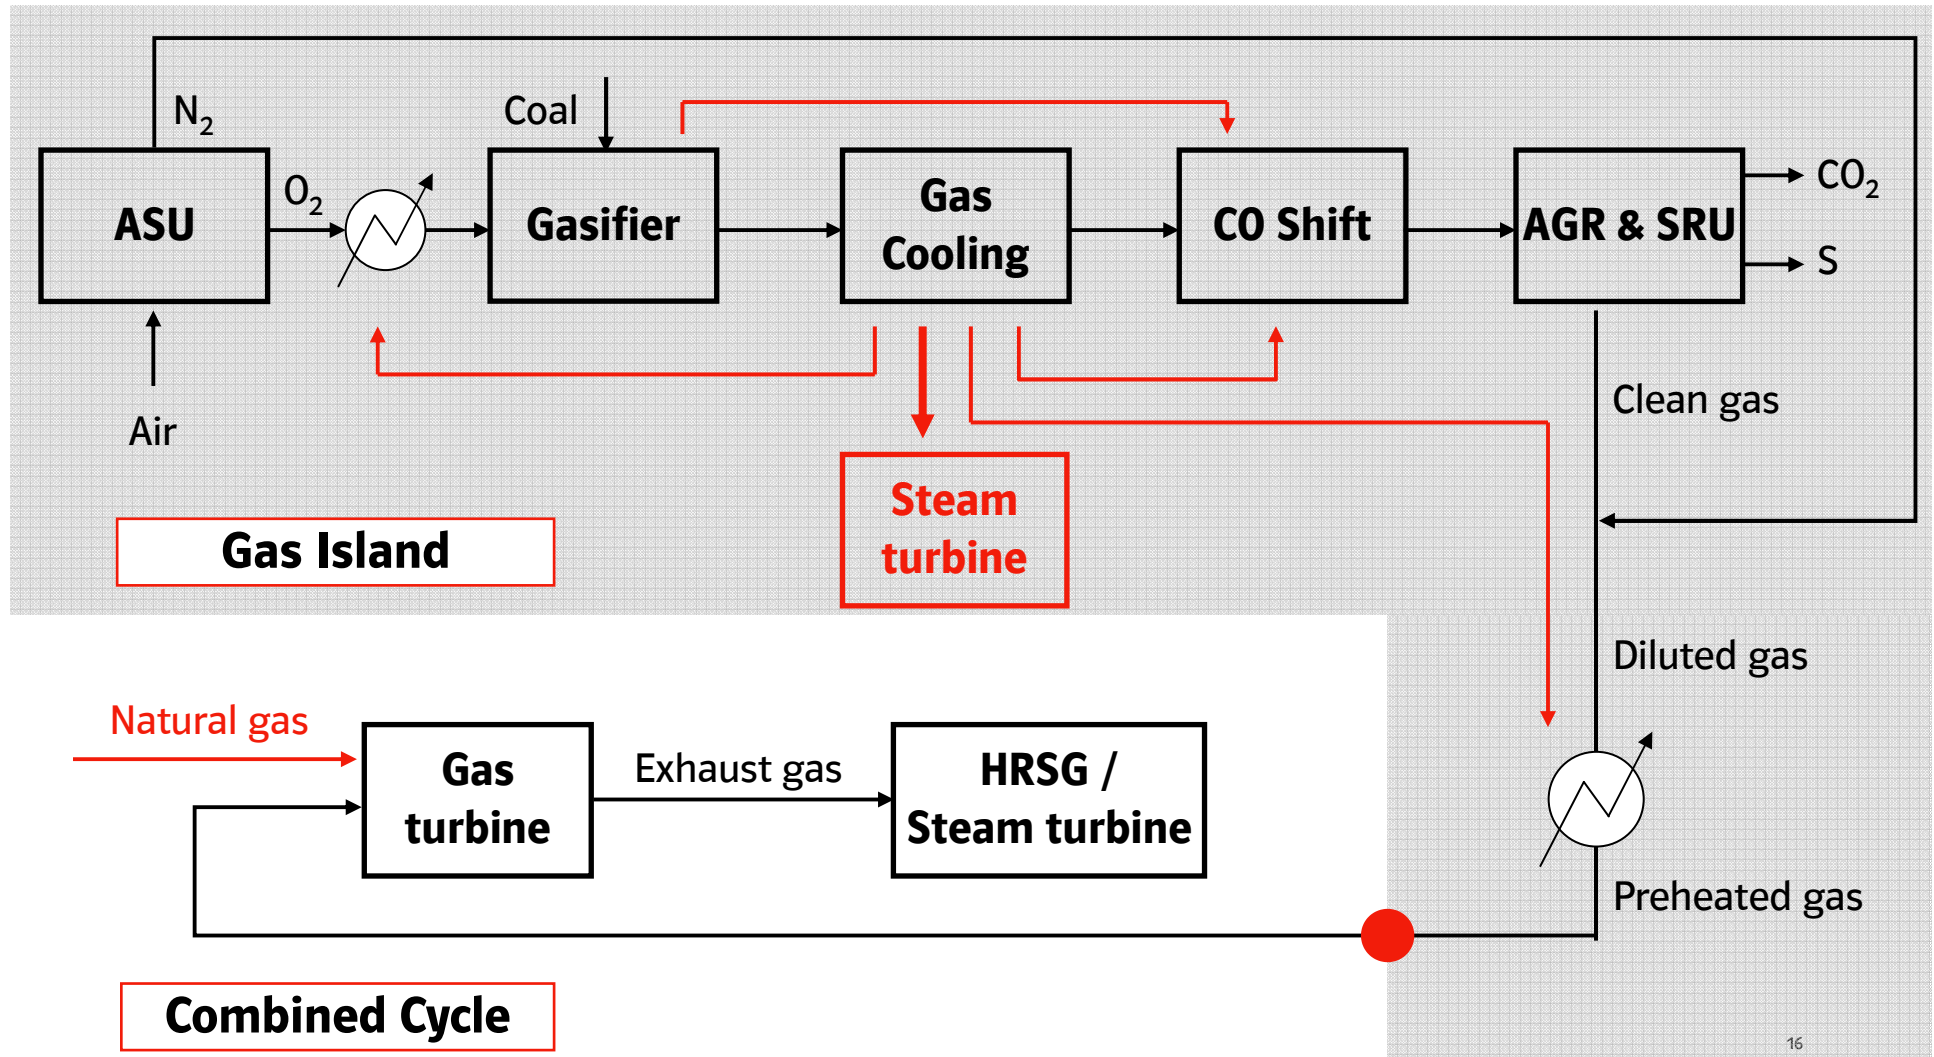 N2
Coal
O2
ASU
Gasifier
Gas
Cooling
CO Shift
AGR & SRU
CO2
S
Air
Clean gas
Steam
turbine
Gas Island
Diluted gas
Natural gas
Gas
turbine
Exhaust gas
HRSG /
Steam turbine
Preheated gas
Combined Cycle
16